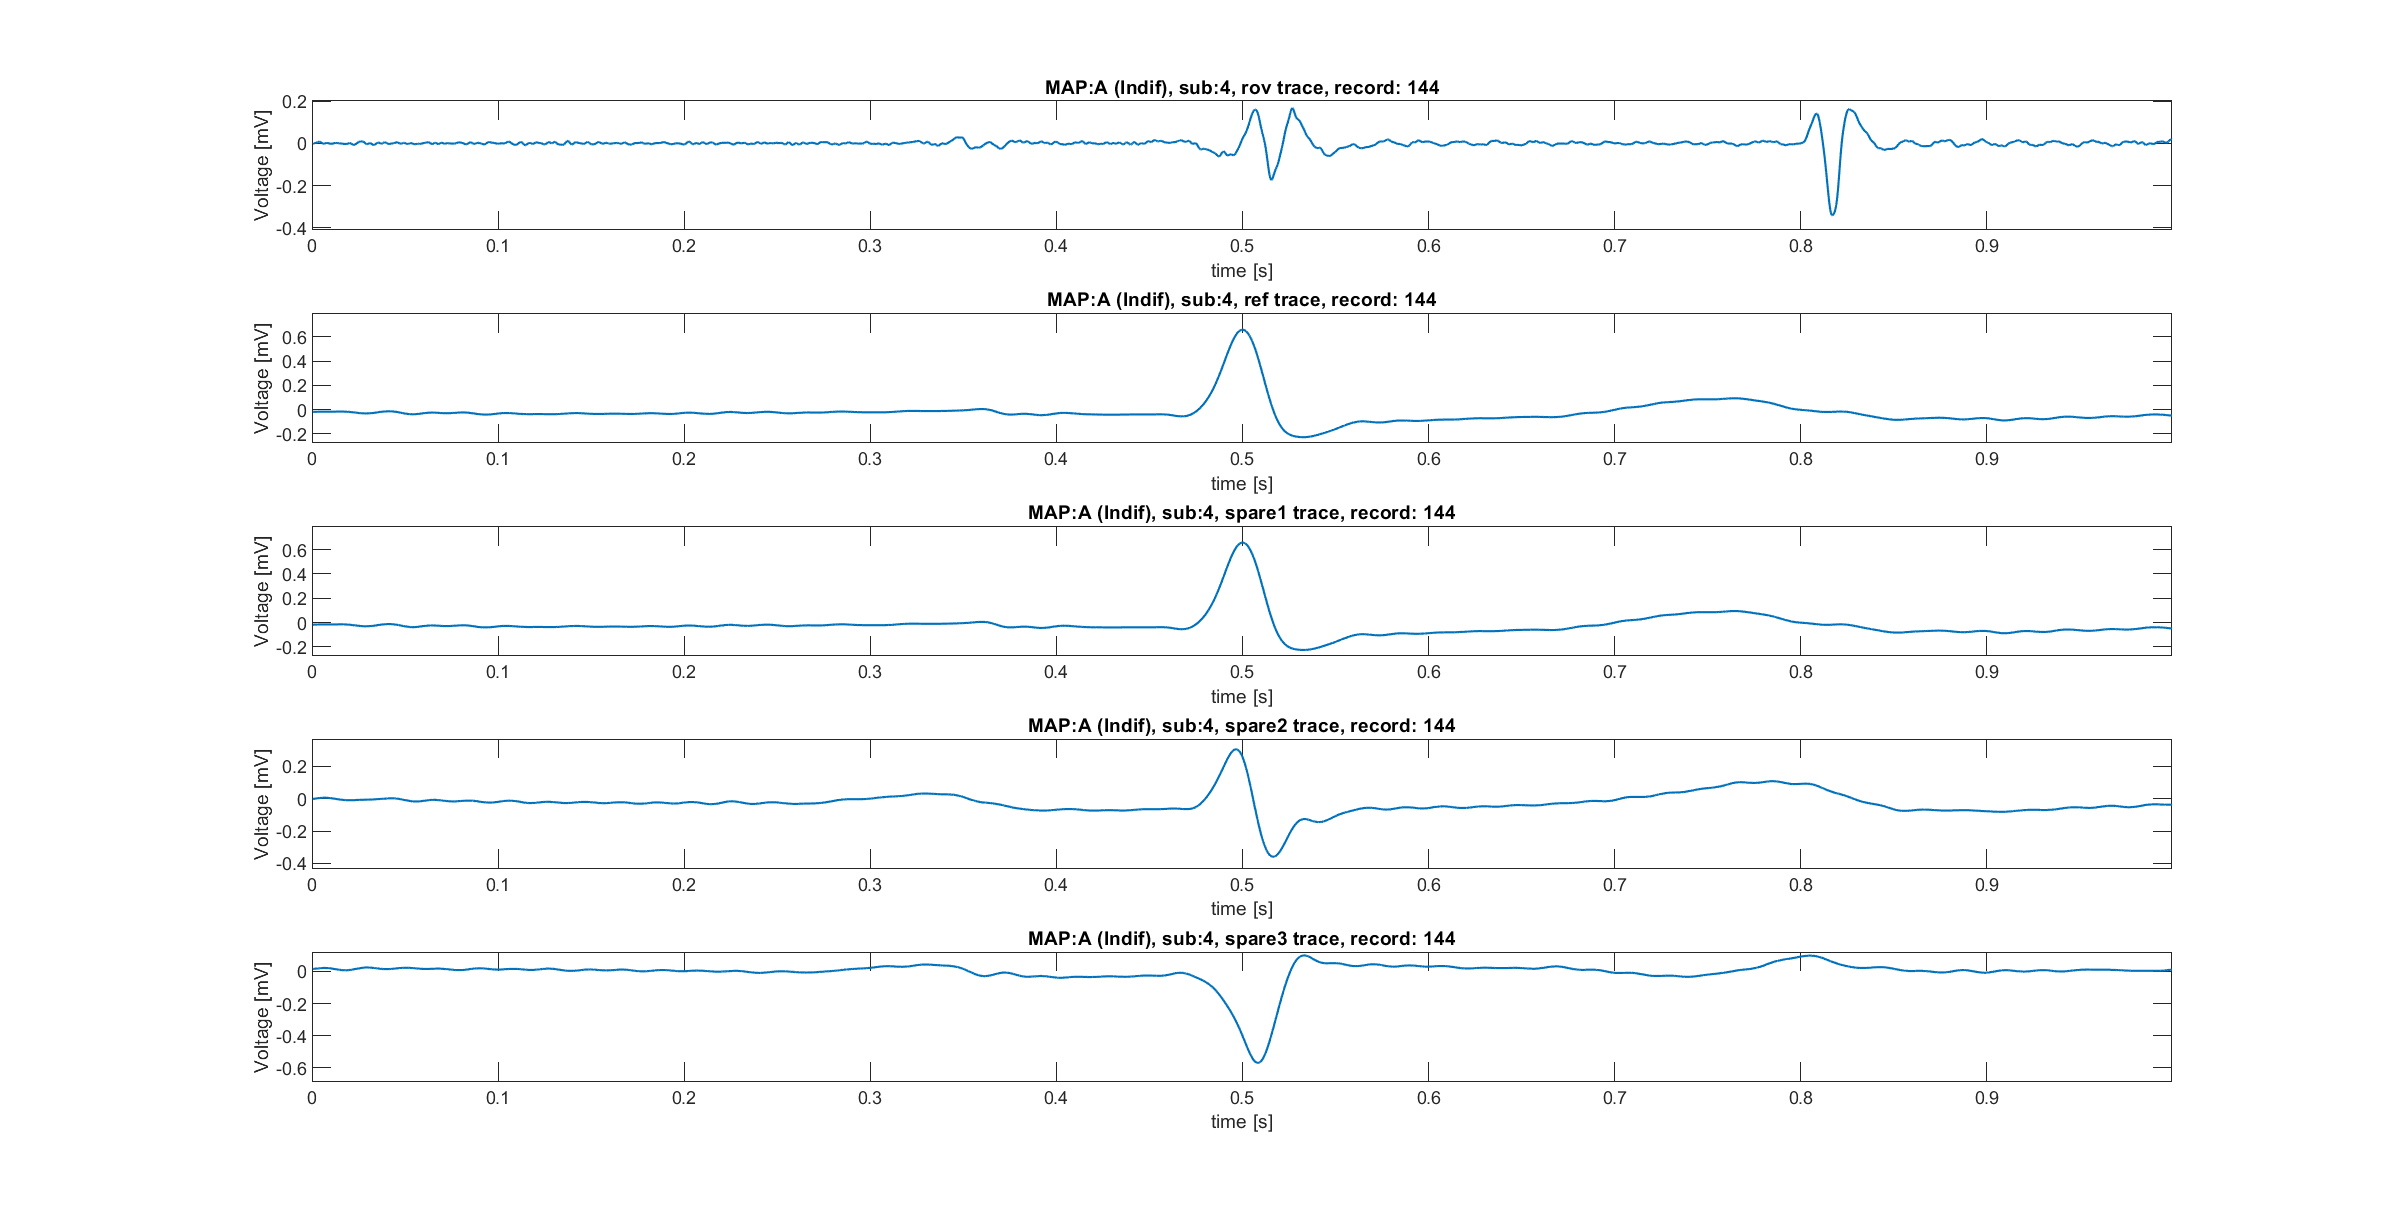 MAP:A (Indif), sub:4, rov trace, record: 144
Voltage [mV]
0.2
0
-0.2
-0.4
0 0.1 0.2 0.3 0.4 0.5 0.6 0.7 0.8 0.9
time [s]
MAP:A (Indif), sub:4, ref trace, record: 144
Voltage [mV]
0.6
0.4
0.2
0
-0.2
0 0.1 0.2 0.3 0.4 0.5 0.6 0.7 0.8 0.9
time [s]
MAP:A (Indif), sub:4, spare1 trace, record: 144
Voltage [mV]
0.6
0.4
0.2
0
-0.2
0 0.1 0.2 0.3 0.4 0.5 0.6 0.7 0.8 0.9
time [s]
MAP:A (Indif), sub:4, spare2 trace, record: 144
Voltage [mV]
0.2
0
-0.2
-0.4
0 0.1 0.2 0.3 0.4 0.5 0.6 0.7 0.8 0.9
time [s]
MAP:A (Indif), sub:4, spare3 trace, record: 144
Voltage [mV]
0
-0.2
-0.4
-0.6
0 0.1 0.2 0.3 0.4 0.5 0.6 0.7 0.8 0.9
time [s]